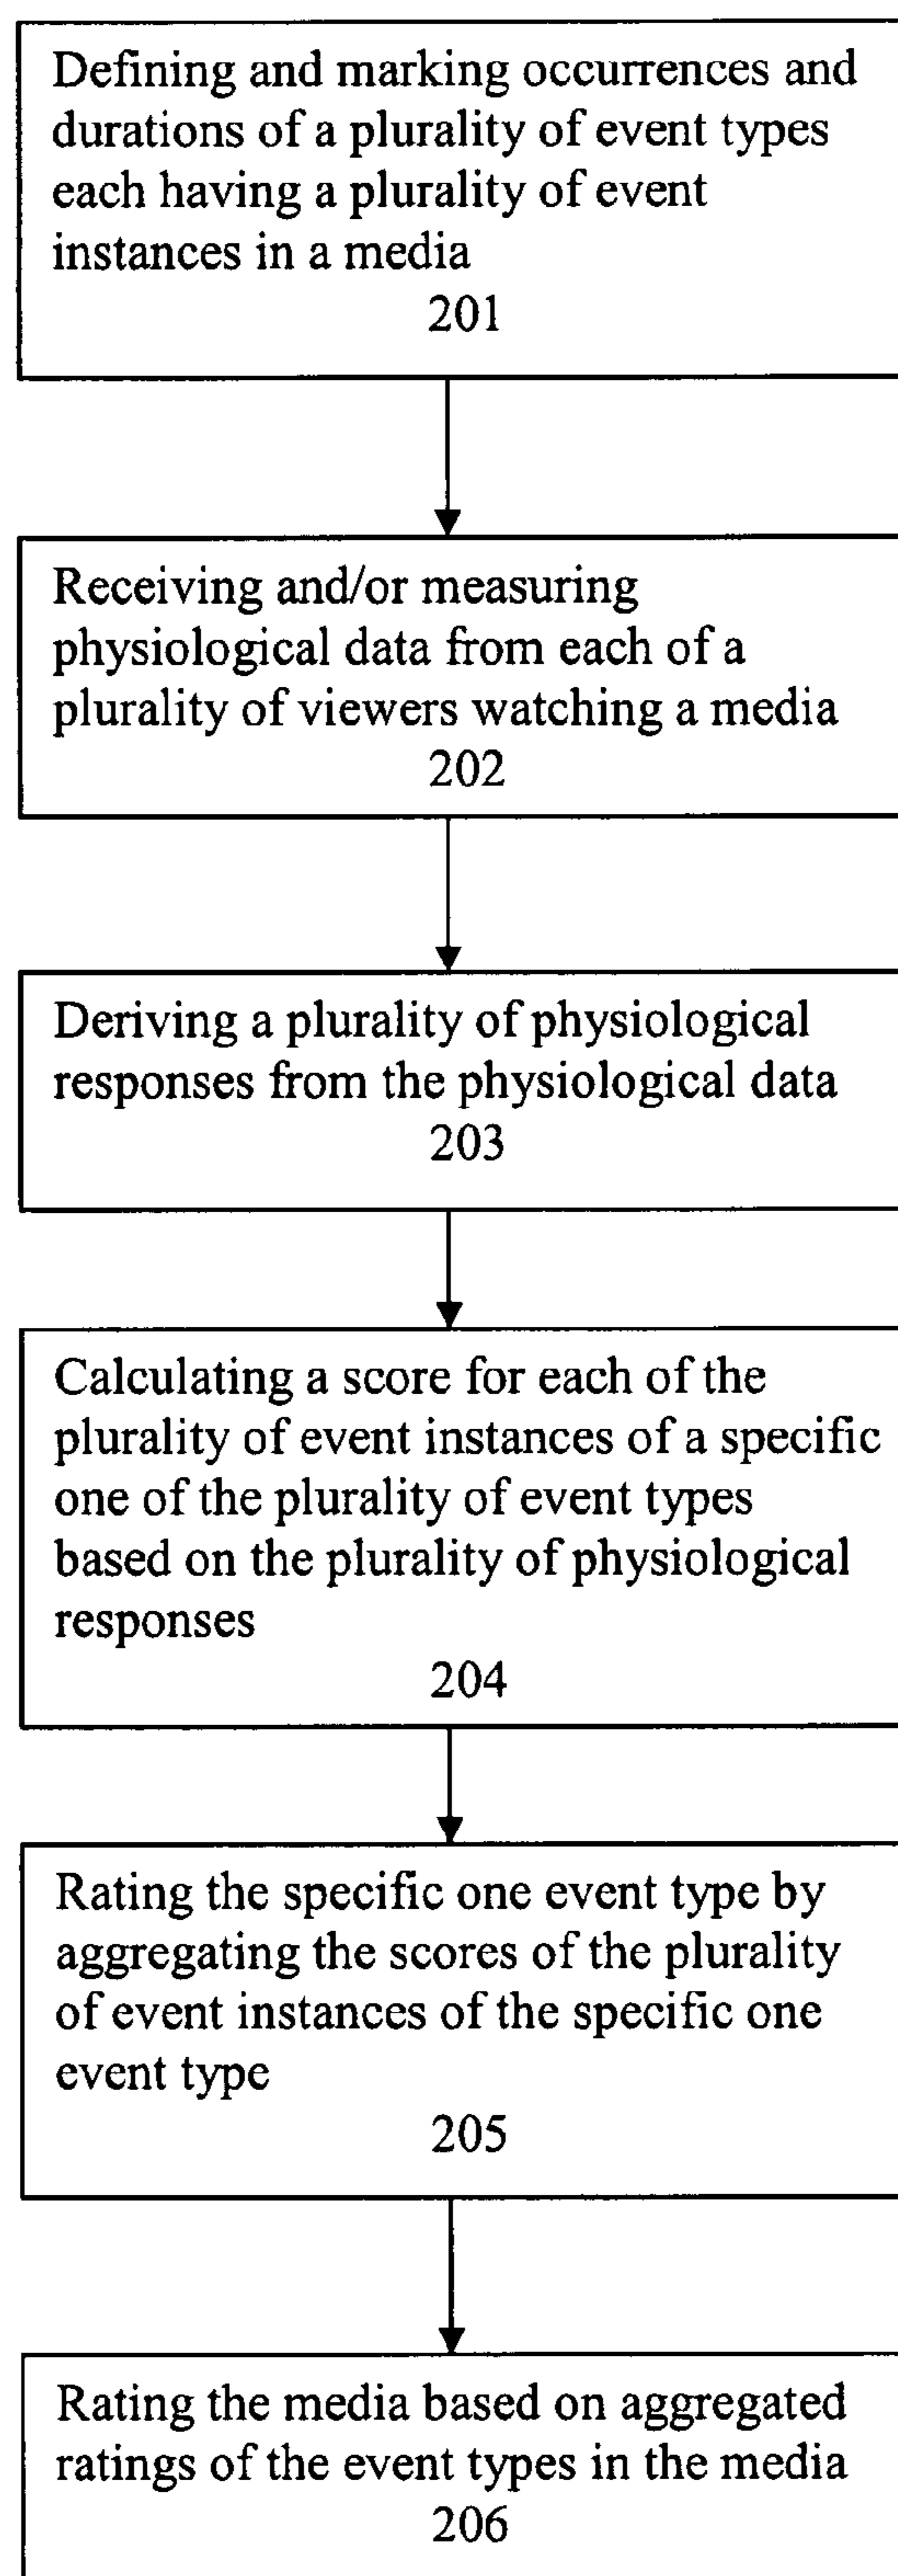 Defining and marking occurrences and
durations of a plurality of event types
each having a plurality of event
instances in a media
201
Receiving and/or measuring
physiological data from each of a
plurality of viewers watching a media
202
Deriving a plurality of physiological
responses from the physiological data
203
Calculating a score for each of the
plurality of event instances of a specific
one of the plurality of event types
based on the plurality of physiological
responses
204
Rating the specific one event type by
aggregating the scores of the plurality
of event instances of the specific one
event type
205
Rating the media based on aggregated
ratings of the event types in the media
206